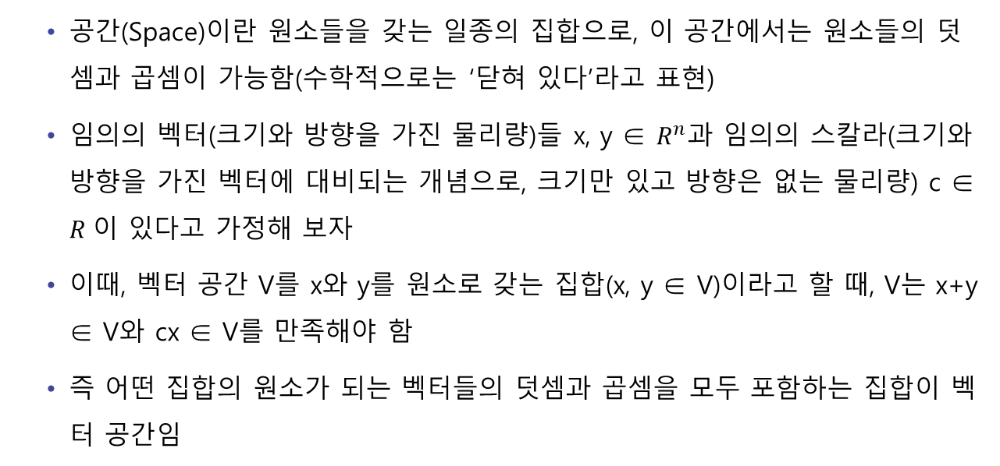 • 공간(Space)이란 원소들을 갖는 일종의 집합으로, 이 공간에서는 원소들의 덧
셈과 곱셈이 가능함(수학적으로는 ‘닫혀 있다’라고 표현)
• 임의의 벡터(크기와 방향을 가진 물리량)들 x, y ∈ Rⁿ과 임의의 스칼라(크기와
방향을 가진 벡터에 대비되는 개념으로, 크기만 있고 방향은 없는 물리량) c ∈
R 이 있다고 가정해 보자
• 이때, 벡터 공간 V를 x와 y를 원소로 갖는 집합(x, y ∈ V)이라고 할 때, V는 x+y
∈ V와 cx ∈ V를 만족해야 함
• 즉 어떤 집합의 원소가 되는 벡터들의 덧셈과 곱셈을 모두 포함하는 집합이 벡
터 공간임